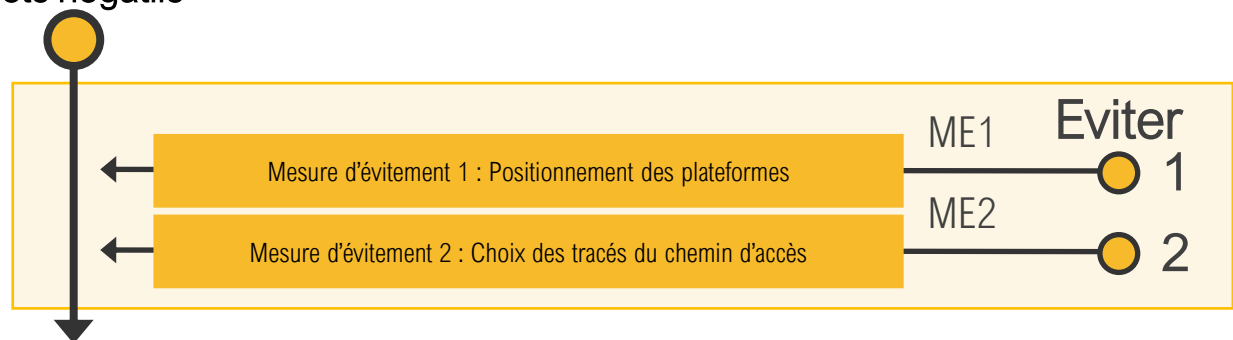 ME1 Eviter
Mesure d'évitement 1 : Positionnement des plateformes 1
ME2
Mesure d'évitement 2 : Choix des tracés du chemin d'accès 2